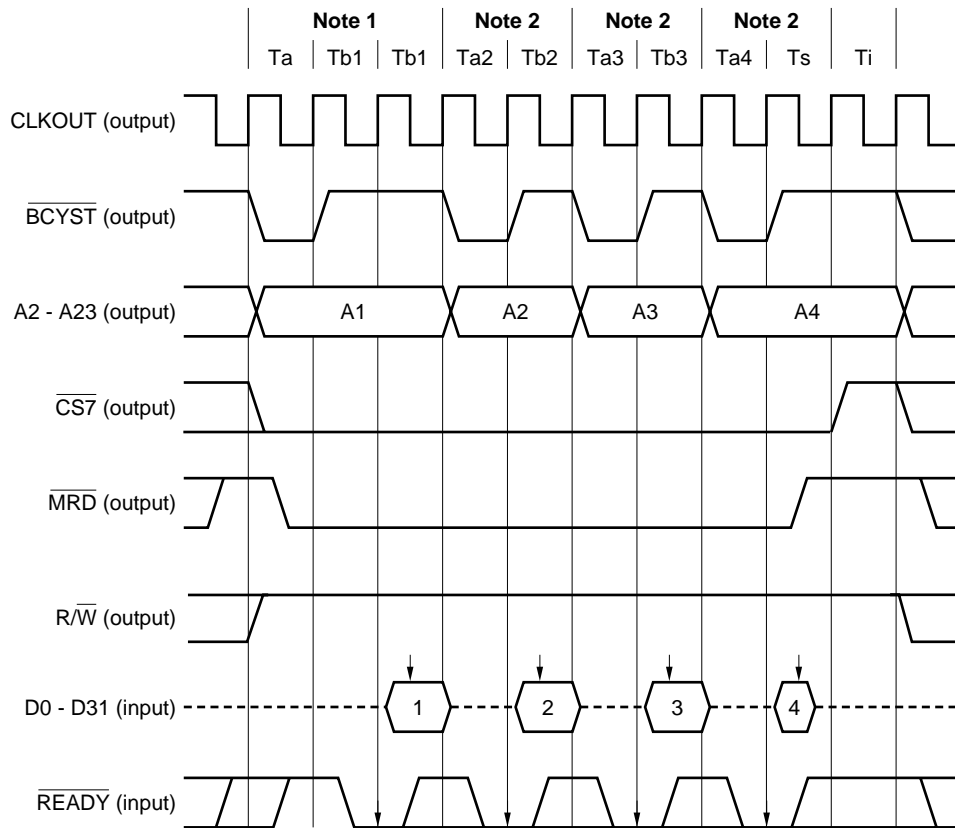 Note 1 Note 2 Note 2 Note 2
Ta Tb1 Tb1 Ta2 Tb2 Ta3 Tb3 Ta4 Ts Ti
CLKOUT (output)
BCYST (output)
A2 - A23 (output) A1 A2 A3 A4
CS7 (output)
MRD (output)
R/W (output)
D0 - D31 (input) 1 2 3 4
READY (input)